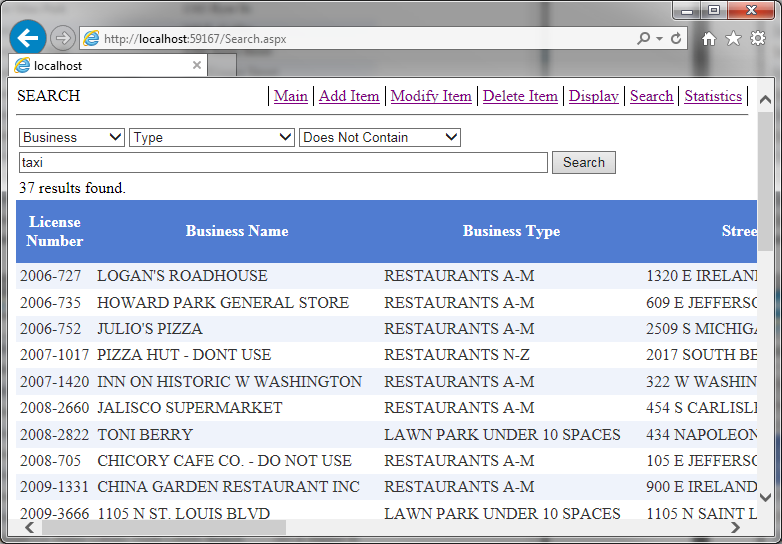 http://localhost:59167/Search.aspx
localhost
SEARCH
Main Add Item Modify Item Delete Item Display Search Statistics
Business Type Does Not Contain
taxi Search
37 results found.
License Number Business Name Business Type Stree
2006-727 LOGAN'S ROADHOUSE RESTAURANTS A-M 1320 E IRELAN
2006-735 HOWARD PARK GENERAL STORE RESTAURANTS A-M 609 E JEFFERSO
2006-752 JULIO'S PIZZA RESTAURANTS A-M 2509 S MICHIGA
2007-1017 PIZZA HUT - DONT USE RESTAURANTS N-Z 2017 SOUTH BE
2007-1420 INN ON HISTORIC W WASHINGTON RESTAURANTS A-M 322 W WASHIN
2008-2660 JALISCO SUPERMARKET RESTAURANTS A-M 454 S CARLISL
2008-2822 TONI BERRY LAWN PARK UNDER 10 SPACES 434 NAPOLEON
2008-705 CHICORY CAFE CO. - DO NOT USE RESTAURANTS A-M 105 E JEFFERSO
2009-1331 CHINA GARDEN RESTAURANT INC RESTAURANTS A-M 900 E IRELAND
2009-3666 1105 N ST. LOUIS BLVD LAWN PARK UNDER 10 SPACES 1105 N SAINT L